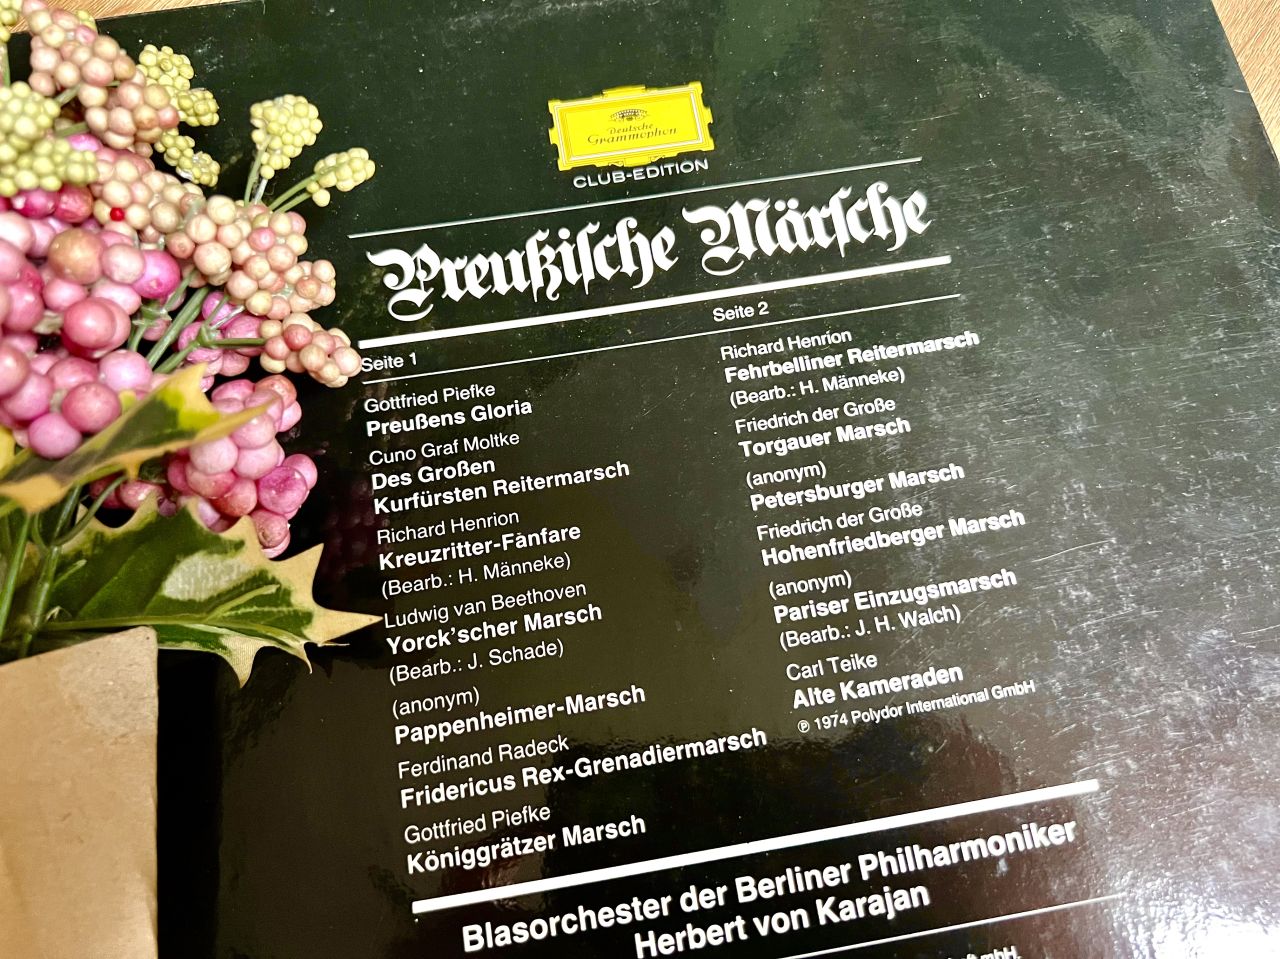 Deutsche
Grammophon
CLUB-EDITION
Preußische Märsche
Seite 1
Gottfried Piefke
Preußens Gloria
Cuno Graf Moltke
Des Großen
Kurfürsten Reitermarsch
Richard Henrion
Kreuzritter-Fanfare
(Bearb.: H. Männeke)
Ludwig van Beethoven
Yorck'scher Marsch
(Bearb.: J. Schade)
(anonym)
Pappenheimer-Marsch
Ferdinand Radeck
Fridericus Rex-Grenadiermarsch
Gottfried Piefke
Königgrätzer Marsch
Seite 2
Richard Henrion
Fehrbelliner Reitermarsch
(Bearb.: H. Männeke)
Friedrich der Große
Torgauer Marsch
(anonym)
Petersburger Marsch
Friedrich der Große
Hohenfriedberger Marsch
(anonym)
Pariser Einzugsmarsch
(Bearb.: J. H. Walch)
Carl Teike
Alte Kameraden
℗ 1974 Polydor International GmbH
Blasorchester der Berliner Philharmoniker
Herbert von Karajan